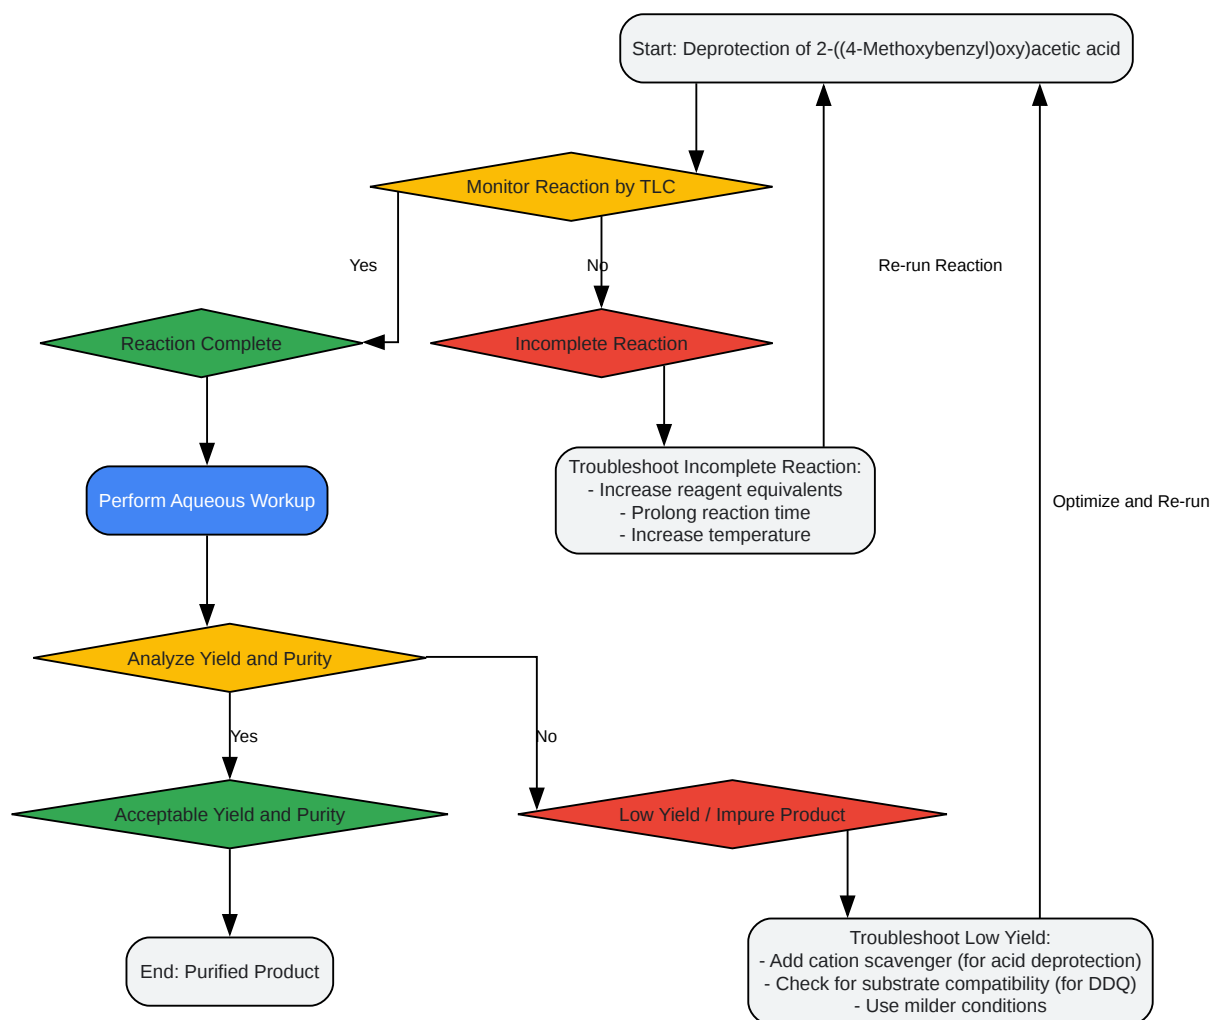 Start: Deprotection of 2-((4-Methoxybenzyl)oxy)acetic acid
Monitor Reaction by TLC
Yes
No
Re-run Reaction
Reaction Complete
Incomplete Reaction
Troubleshoot Incomplete Reaction:
- Increase reagent equivalents
- Prolong reaction time
- Increase temperature
Perform Aqueous Workup
Optimize and Re-run
Analyze Yield and Purity
Yes
No
Acceptable Yield and Purity
Low Yield / Impure Product
End: Purified Product
Troubleshoot Low Yield:
- Add cation scavenger (for acid deprotection)
- Check for substrate compatibility (for DDQ)
- Use milder conditions